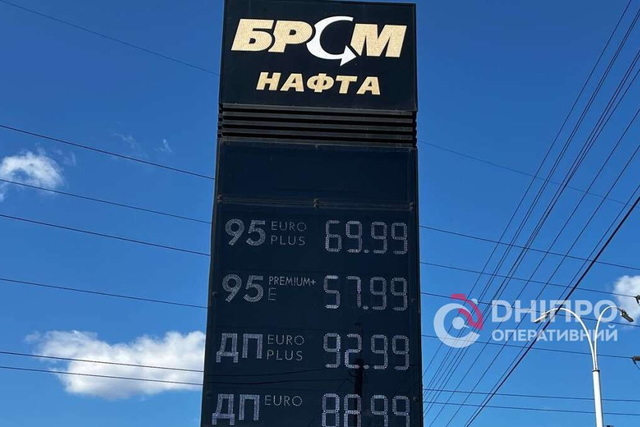 БРСМ
НАФТА
95 EURO PLUS 69.99
95 PREMIUM+ E 57.99
ДП EURO PLUS 92.99
ДП EURO 88.99
DНІПРО
ОПЕРАТИВНИЙ